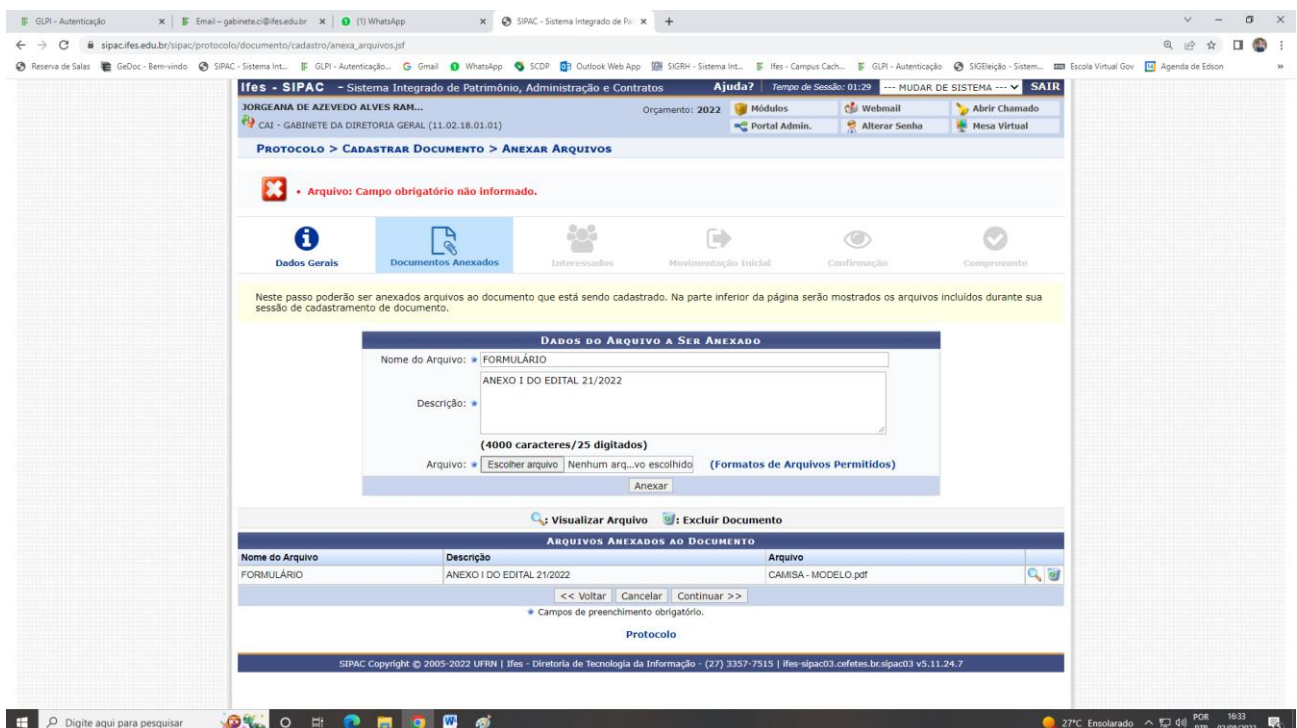 GLPI - Autenticação
Email – gabinete.ci@ifes.edu.br
(1) WhatsApp
SIPAC - Sistema Integrado de Pa
sipac.ifes.edu.br/sipac/protocolo/documento/cadastro/anexa_arquivos.jsf
Reserva de Salas GeDoc - Bem-vindo SIPAC - Sistema Int... GLPI - Autenticação... Gmail WhatsApp SCDP Outlook Web App SIGRH - Sistema Int... Ifes - Campus Cach... GLPI - Autenticação SIGEleição - Sistem... Escola Virtual Gov Agenda de Edson »
Ifes - SIPAC - Sistema Integrado de Patrimônio, Administração e Contratos Ajuda? Tempo de Sessão: 01:29 --- MUDAR DE SISTEMA --- SAIR
JORGEANA DE AZEVEDO ALVES RAM... Orçamento: 2022 Módulos Webmail Abrir Chamado
CAI - GABINETE DA DIRETORIA GERAL (11.02.18.01.01) Portal Admin. Alterar Senha Mesa Virtual
PROTOCOLO > CADASTRAR DOCUMENTO > ANEXAR ARQUIVOS
• Arquivo: Campo obrigatório não informado.
Dados Gerais Documentos Anexados Interessados Movimentação Inicial Confirmação Comprovante
Neste passo poderão ser anexados arquivos ao documento que está sendo cadastrado. Na parte inferior da página serão mostrados os arquivos incluídos durante sua
sessão de cadastramento de documento.
DADOS DO ARQUIVO A SER ANEXADO
Nome do Arquivo: FORMULÁRIO
ANEXO I DO EDITAL 21/2022
Descrição:
(4000 caracteres/25 digitados)
Arquivo: Escolher arquivo Nenhum arq...vo escolhido (Formatos de Arquivos Permitidos)
Anexar
: Visualizar Arquivo : Excluir Documento
ARQUIVOS ANEXADOS AO DOCUMENTO
Nome do Arquivo Descrição Arquivo
FORMULÁRIO ANEXO I DO EDITAL 21/2022 CAMISA - MODELO.pdf
<< Voltar Cancelar Continuar >>
Campos de preenchimento obrigatório.
Protocolo
SIPAC Copyright © 2005-2022 UFRN | Ifes - Diretoria de Tecnologia da Informação - (27) 3357-7515 | ifes-sipac03.cefetes.br.sipac03 v5.11.24.7
Digite aqui para pesquisar 27°C Ensolarado POR 16:33